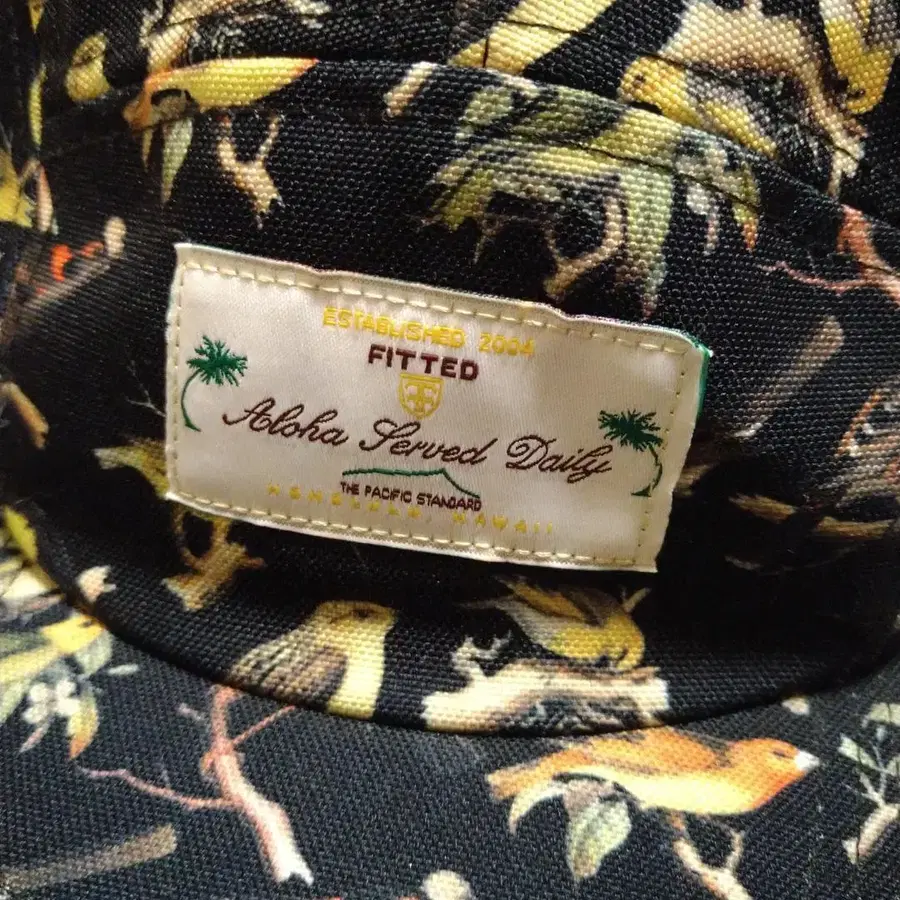 ESTABLISHED 2004
FITTED
Aloha Served Daily
THE PACIFIC STANDARD
HONOLULU, HAWAII